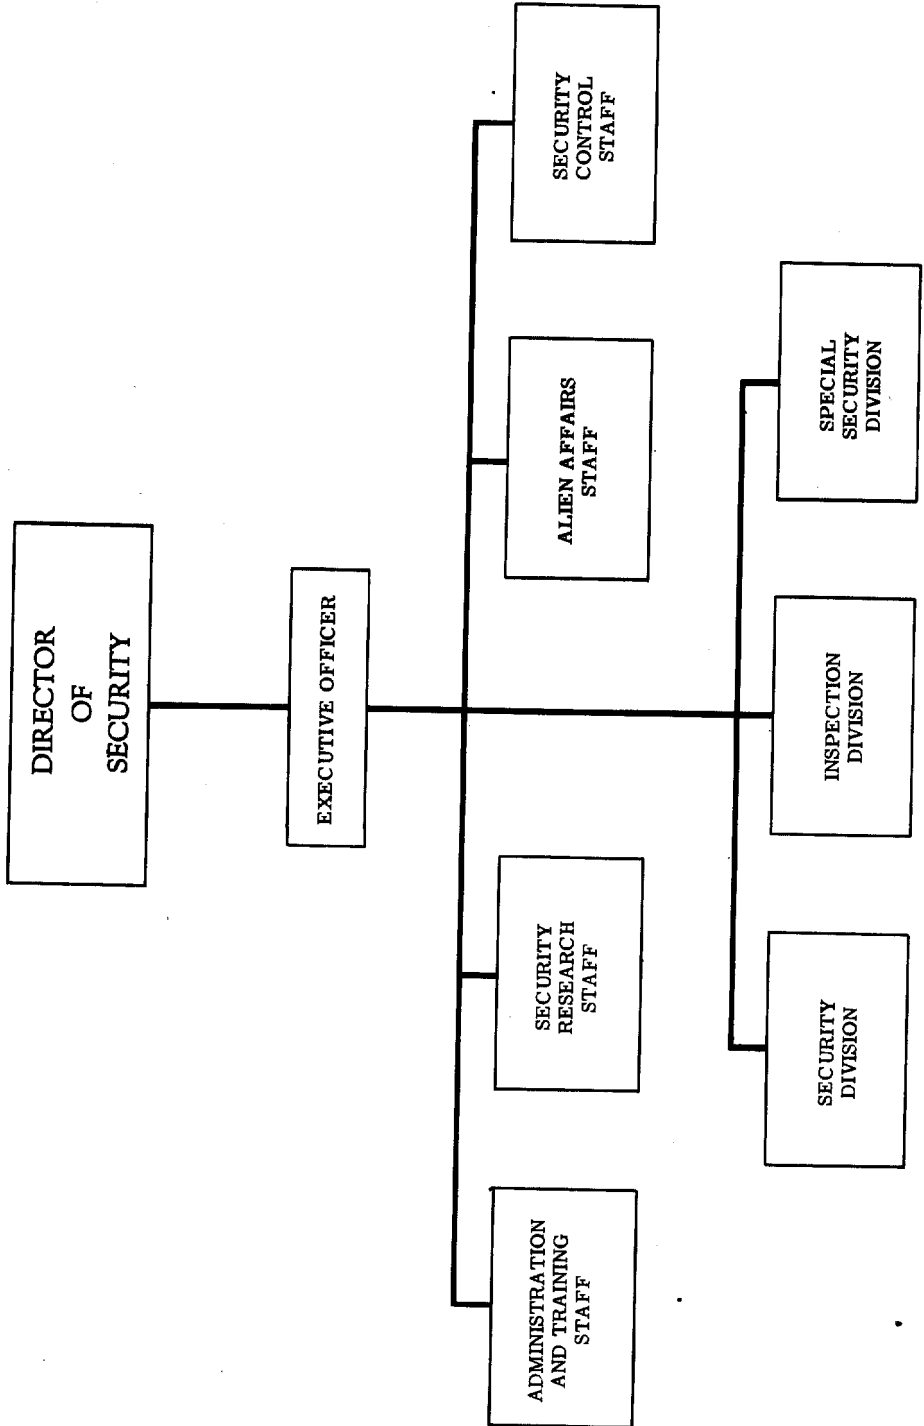 DIRECTOR
OF
SECURITY
EXECUTIVE OFFICER
ADMINISTRATION
AND TRAINING
STAFF
SECURITY
RESEARCH
STAFF
ALIEN AFFAIRS
STAFF
SECURITY
CONTROL
STAFF
SECURITY
DIVISION
INSPECTION
DIVISION
SPECIAL
SECURITY
DIVISION